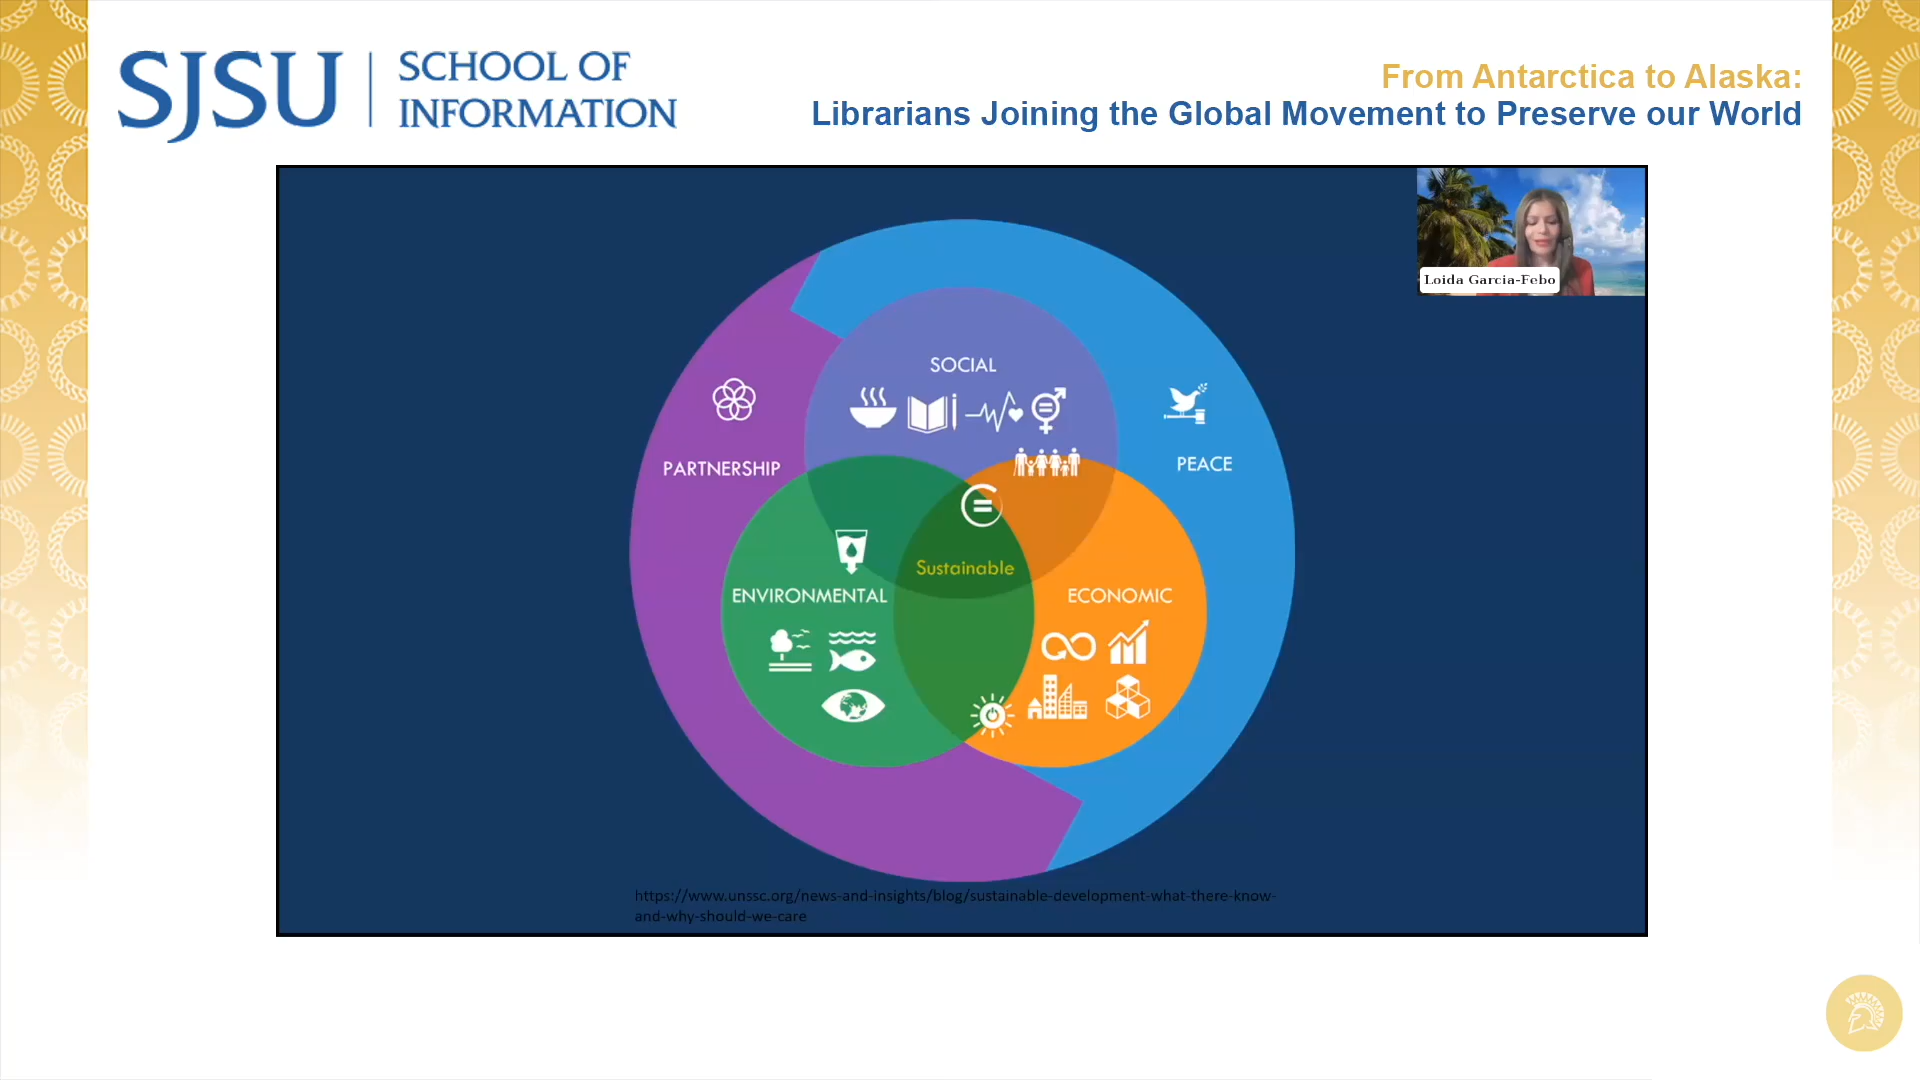 SJSU
SCHOOL OF
INFORMATION
From Antarctica to Alaska:
Librarians Joining the Global Movement to Preserve our World
Loida Garcia-Febo
SOCIAL
PARTNERSHIP
PEACE
Sustainable
ENVIRONMENTAL
ECONOMIC
https://www.unssc.org/news-and-insights/blog/sustainable-development-what-there-know-
and-why-should-we-care